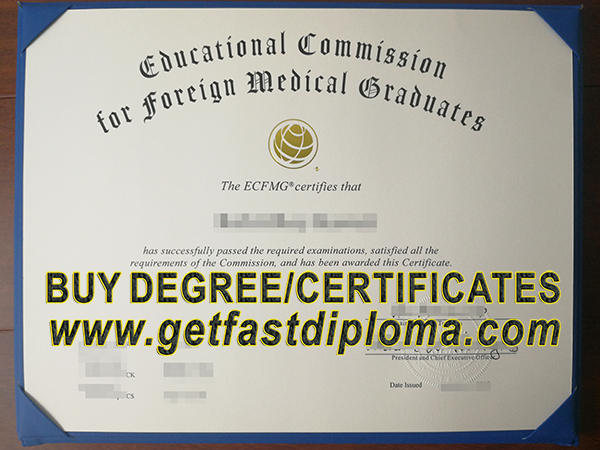 Educational Commission
for Foreign Medical Graduates
The ECFMG® certifies that
has successfully passed the required examinations, satisfied all the
requirements of the Commission, and has been awarded this Certificate.
BUY DEGREE/CERTIFICATES
www.getfastdiploma.com
President and Chief Executive Officer
CK
CS
Date Issued